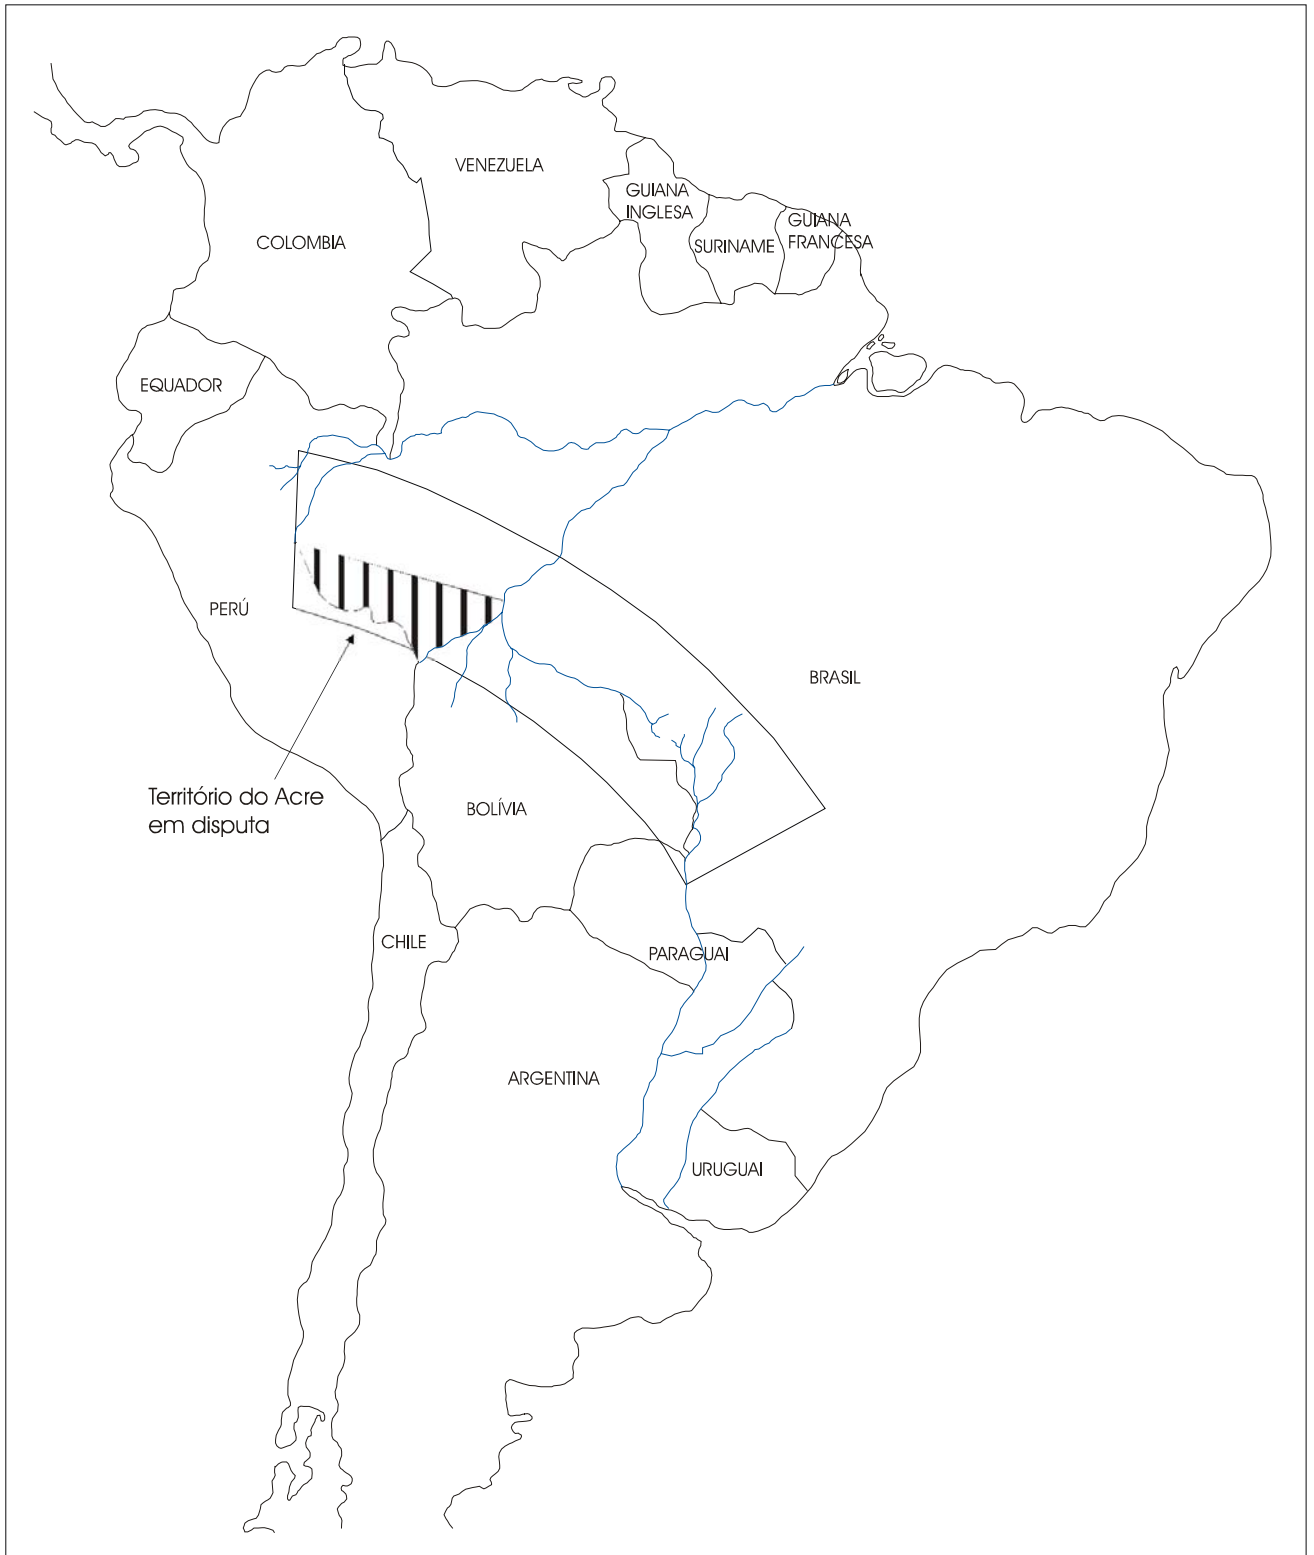 VENEZUELA
GUIANA
INGLESA
GUIANA
FRANCESA
SURINAME
COLOMBIA
EQUADOR
PERÚ
BRASIL
Território do Acre
em disputa
BOLÍVIA
CHILE
PARAGUAI
ARGENTINA
URUGUAI